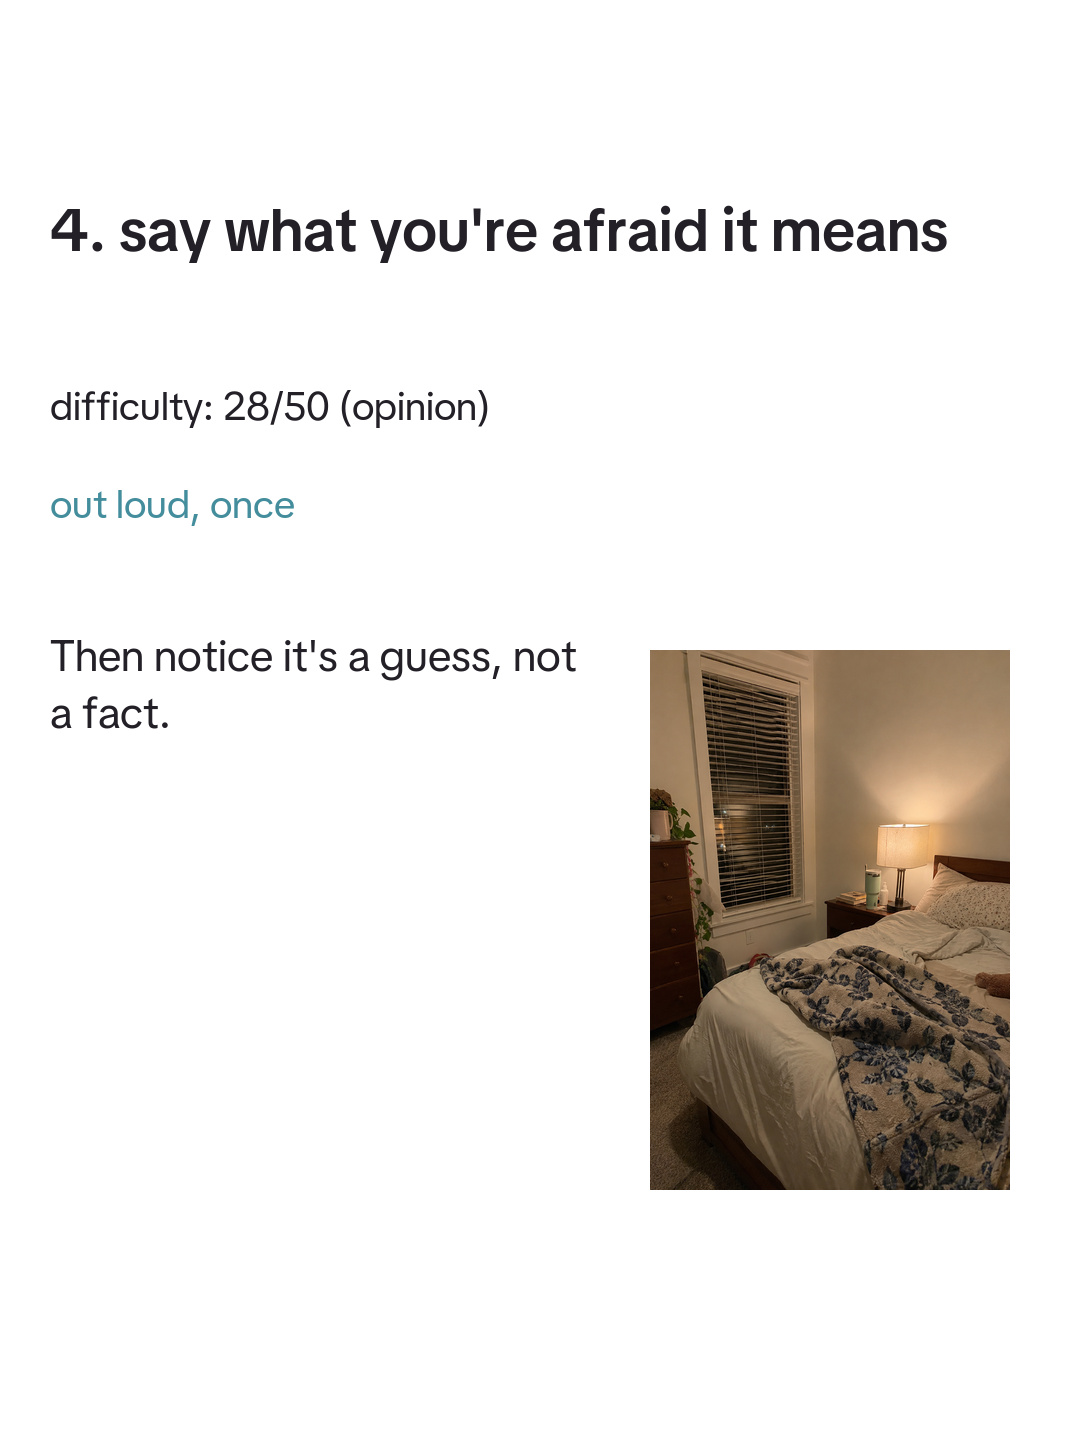 4. say what you're afraid it means
difficulty: 28/50 (opinion)
out loud, once
Then notice it's a guess, not
a fact.